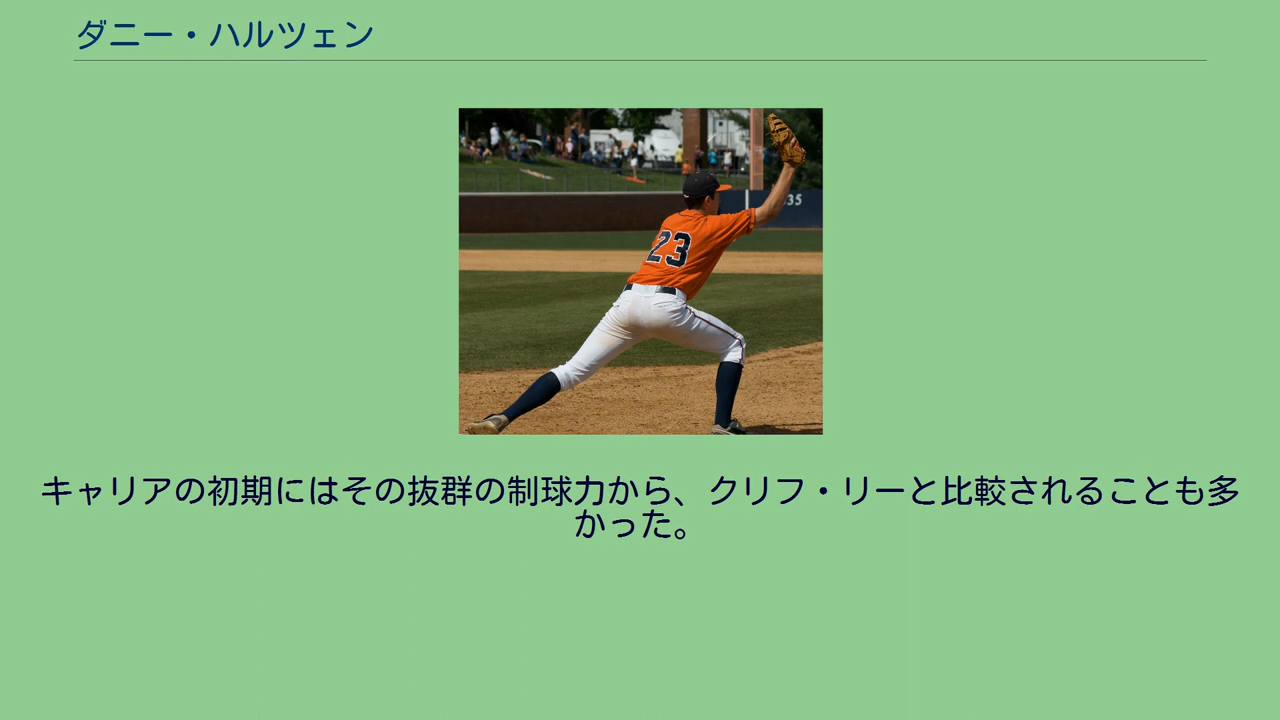 ダニー・ハルツェン
35
23
キャリアの初期にはその抜群の制球力から、クリフ・リーと比較されることも多
かった。